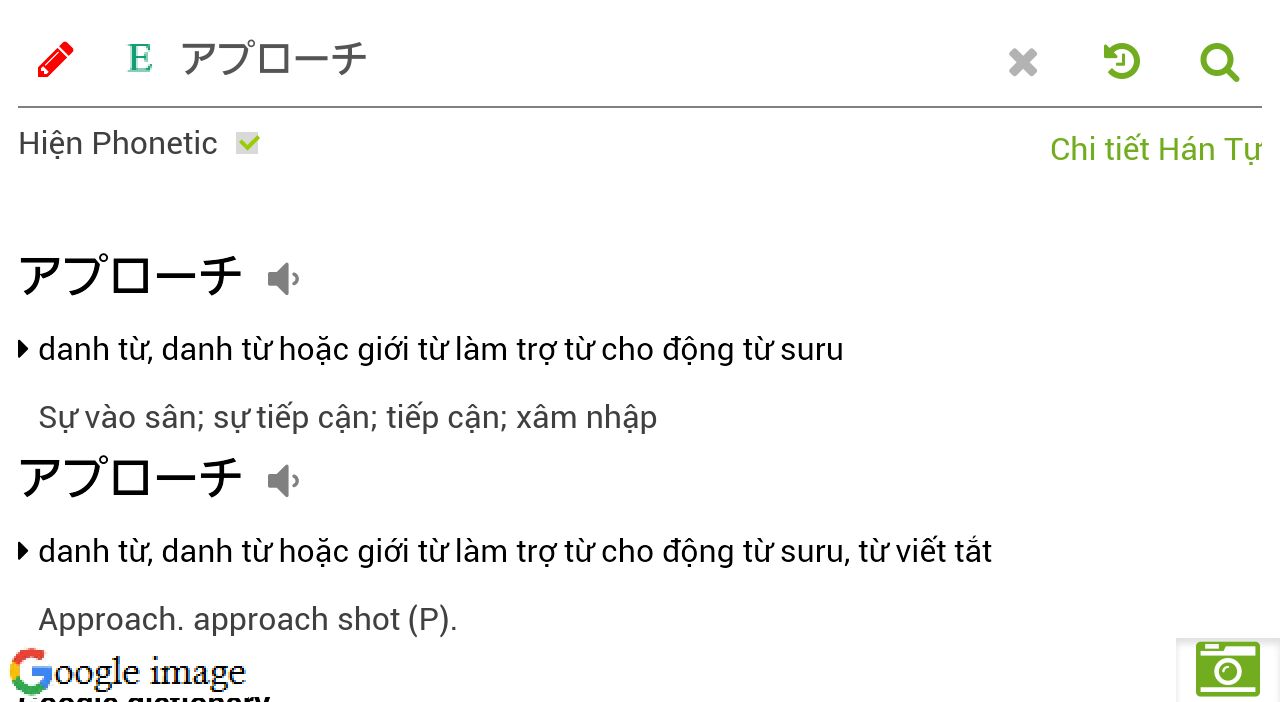 E アプローチ
Hiện Phonetic
Chi tiết Hán Tự
アプローチ
danh từ, danh từ hoặc giới từ làm trợ từ cho động từ suru
Sự vào sân; sự tiếp cận; tiếp cận; xâm nhập
アプローチ
danh từ, danh từ hoặc giới từ làm trợ từ cho động từ suru, từ viết tắt
Approach. approach shot (P).
Google image
Google dictionary